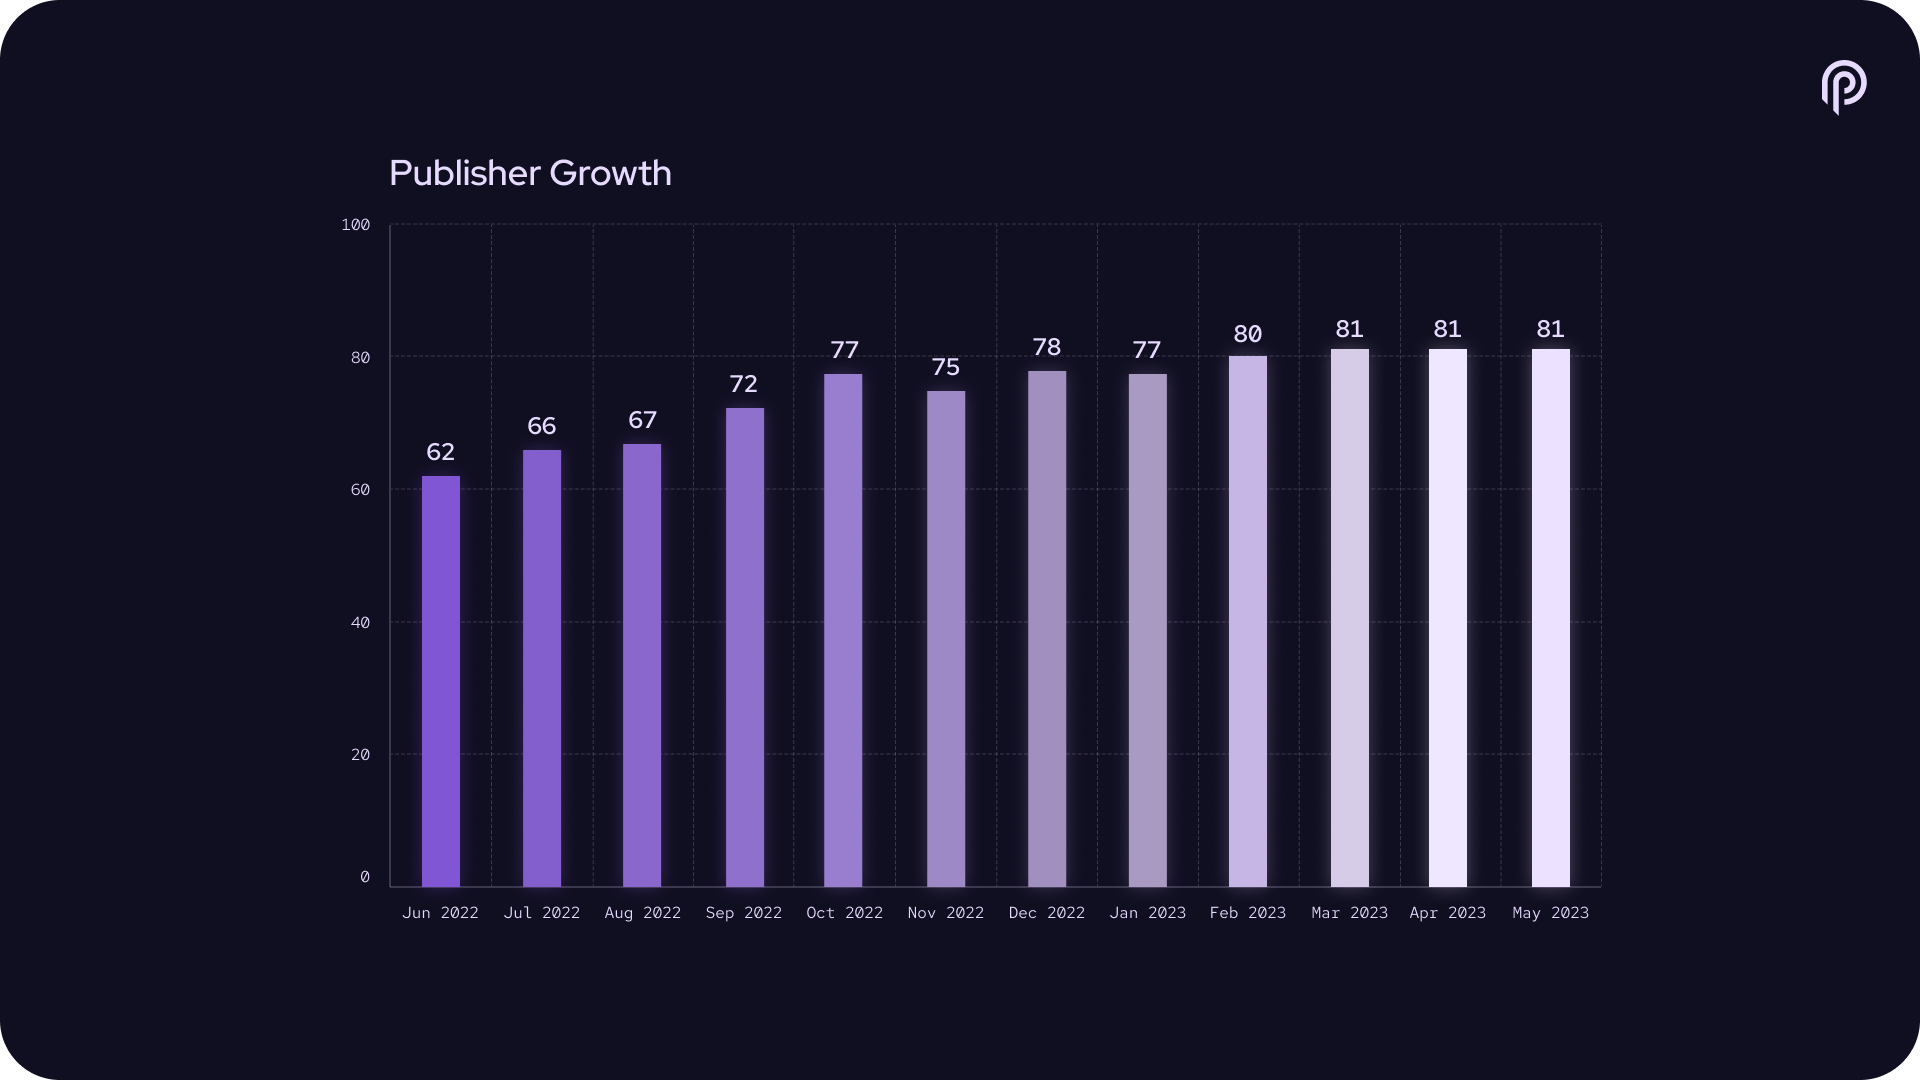 Publisher Growth
100
80
60
40
20
0
62
66
67
72
77
75
78
77
80
81
81
81
Jun 2022
Jul 2022
Aug 2022
Sep 2022
Oct 2022
Nov 2022
Dec 2022
Jan 2023
Feb 2023
Mar 2023
Apr 2023
May 2023